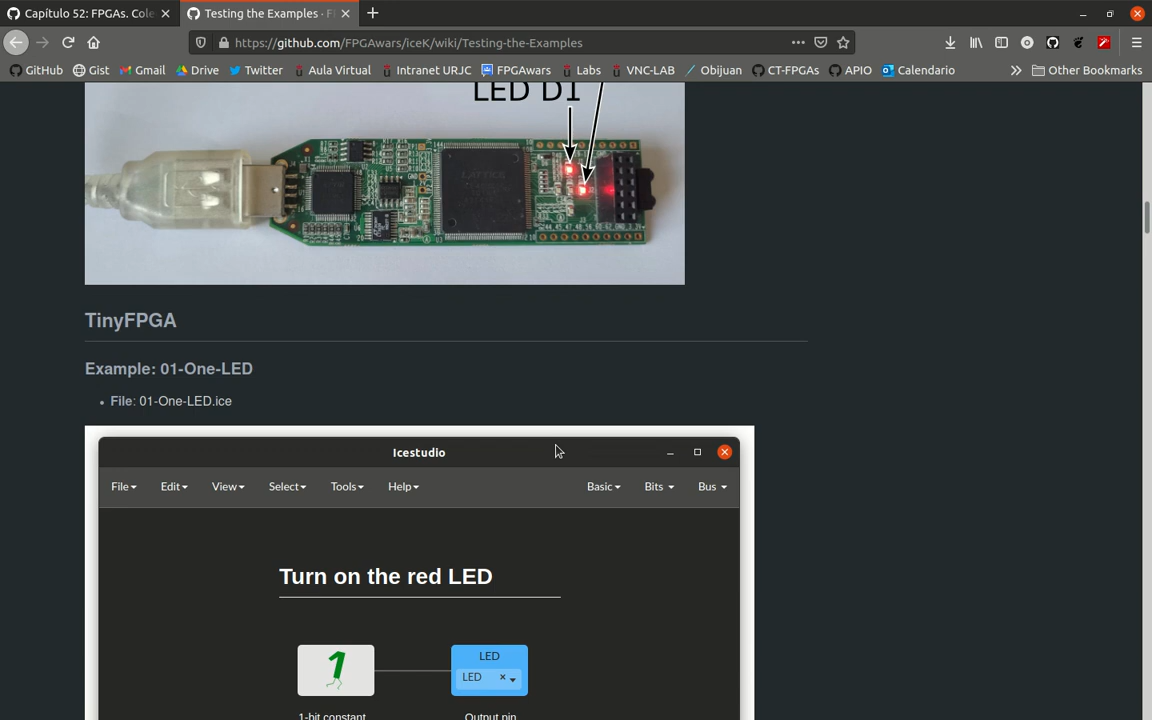 Capítulo 52: FPGAs. Cole
Testing the Examples · F
https://github.com/FPGAwars/iceK/wiki/Testing-the-Examples
GitHub Gist Gmail Drive Twitter Aula Virtual Intranet URJC FPGAwars Labs VNC-LAB Obijuan CT-FPGAs APIO Calendario Other Bookmarks
LED D1
TinyFPGA
Example: 01-One-LED
File: 01-One-LED.ice
Icestudio
File Edit View Select Tools Help Basic Bits Bus
Turn on the red LED
1
LED
LED
1-bit constant
Output pin